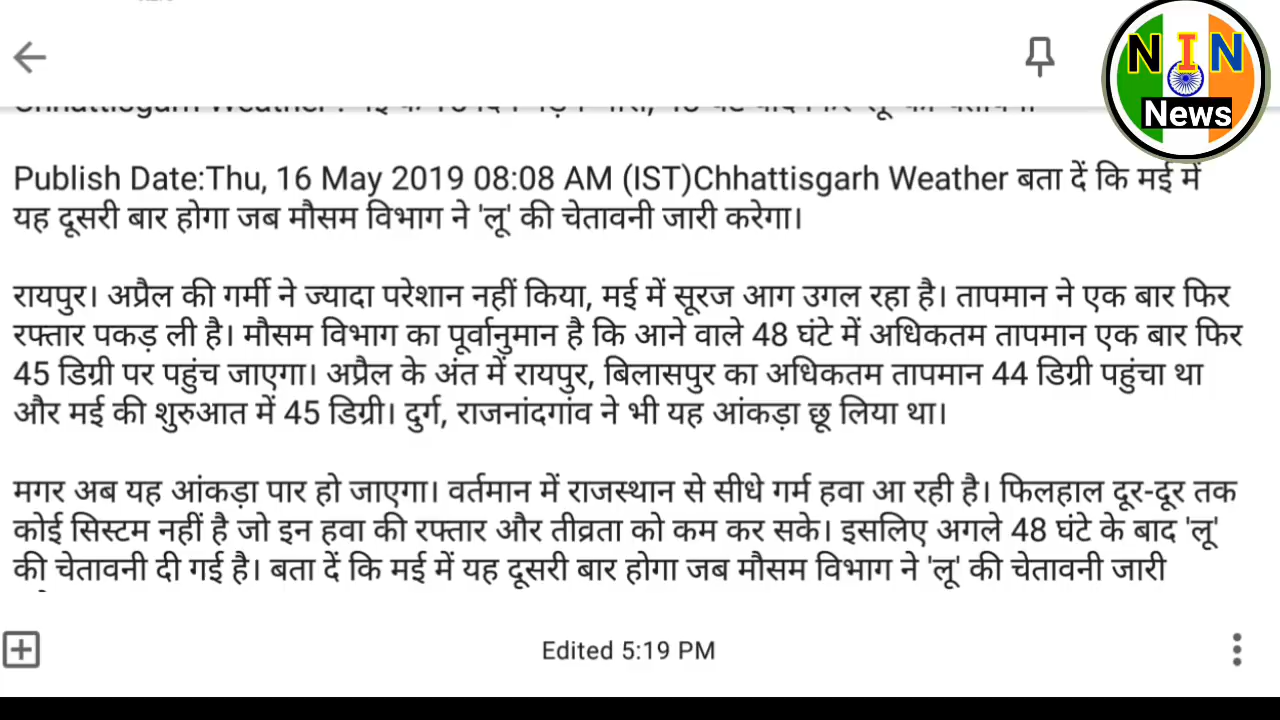 NIN
News
Chhattisgarh Weather :
Publish Date:Thu, 16 May 2019 08:08 AM (IST)Chhattisgarh Weather बता दें कि मई में
यह दूसरी बार होगा जब मौसम विभाग ने 'लू' की चेतावनी जारी करेगा।
रायपुर। अप्रैल की गर्मी ने ज्यादा परेशान नहीं किया, मई में सूरज आग उगल रहा है। तापमान ने एक बार फिर
रफ्तार पकड़ ली है। मौसम विभाग का पूर्वानुमान है कि आने वाले 48 घंटे में अधिकतम तापमान एक बार फिर
45 डिग्री पर पहुंच जाएगा। अप्रैल के अंत में रायपुर, बिलासपुर का अधिकतम तापमान 44 डिग्री पहुंचा था
और मई की शुरुआत में 45 डिग्री। दुर्ग, राजनांदगांव ने भी यह आंकड़ा छू लिया था।
मगर अब यह आंकड़ा पार हो जाएगा। वर्तमान में राजस्थान से सीधे गर्म हवा आ रही है। फिलहाल दूर-दूर तक
कोई सिस्टम नहीं है जो इन हवा की रफ्तार और तीव्रता को कम कर सके। इसलिए अगले 48 घंटे के बाद 'लू'
की चेतावनी दी गई है। बता दें कि मई में यह दूसरी बार होगा जब मौसम विभाग ने 'लू' की चेतावनी जारी
Edited 5:19 PM